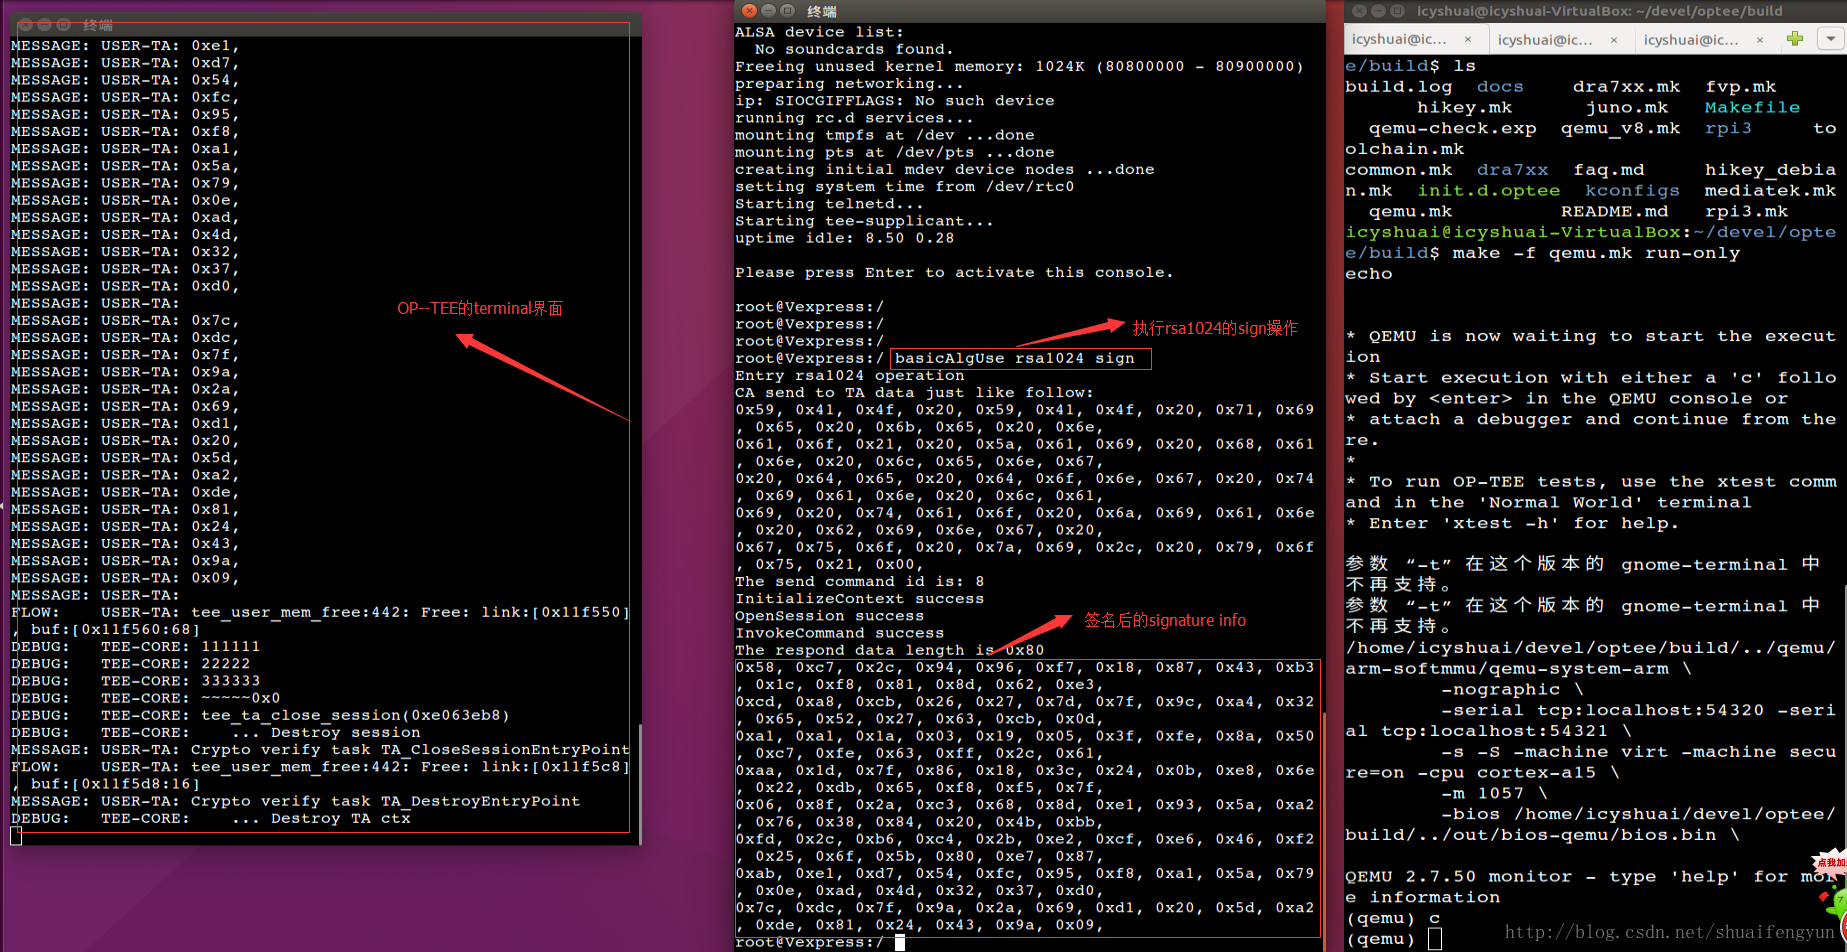 终端
MESSAGE: USER-TA: 0xe1,
MESSAGE: USER-TA: 0xd7,
MESSAGE: USER-TA: 0x54,
MESSAGE: USER-TA: 0xfc,
MESSAGE: USER-TA: 0x95,
MESSAGE: USER-TA: 0xf8,
MESSAGE: USER-TA: 0xa1,
MESSAGE: USER-TA: 0x5a,
MESSAGE: USER-TA: 0x79,
MESSAGE: USER-TA: 0x0e,
MESSAGE: USER-TA: 0xad,
MESSAGE: USER-TA: 0x4d,
MESSAGE: USER-TA: 0x32,
MESSAGE: USER-TA: 0x37,
MESSAGE: USER-TA: 0xd0,
MESSAGE: USER-TA:
MESSAGE: USER-TA: 0x7c,
MESSAGE: USER-TA: 0xdc,
MESSAGE: USER-TA: 0x7f,
MESSAGE: USER-TA: 0x9a,
MESSAGE: USER-TA: 0x2a,
MESSAGE: USER-TA: 0x69,
MESSAGE: USER-TA: 0xd1,
MESSAGE: USER-TA: 0x20,
MESSAGE: USER-TA: 0x5d,
MESSAGE: USER-TA: 0xa2,
MESSAGE: USER-TA: 0xde,
MESSAGE: USER-TA: 0x81,
MESSAGE: USER-TA: 0x24,
MESSAGE: USER-TA: 0x43,
MESSAGE: USER-TA: 0x9a,
MESSAGE: USER-TA: 0x09,
MESSAGE: USER-TA:
FLOW:    USER-TA: tee_user_mem_free:442: Free: link:[0x11f550]
, buf:[0x11f560:68]
DEBUG:   TEE-CORE: 111111
DEBUG:   TEE-CORE: 22222
DEBUG:   TEE-CORE: 333333
DEBUG:   TEE-CORE: ~~~~~0x0
DEBUG:   TEE-CORE: tee_ta_close_session(0xe063eb8)
DEBUG:   TEE-CORE:    ... Destroy session
MESSAGE: USER-TA: Crypto verify task TA_CloseSessionEntryPoint
FLOW:    USER-TA: tee_user_mem_free:442: Free: link:[0x11f5c8]
, buf:[0x11f5d8:16]
MESSAGE: USER-TA: Crypto verify task TA_DestroyEntryPoint
DEBUG:   TEE-CORE:    ... Destroy TA ctx
OP--TEE的terminal界面
终端
ALSA device list:
  No soundcards found.
Freeing unused kernel memory: 1024K (80800000 - 80900000)
preparing networking...
ip: SIOCGIFFLAGS: No such device
running rc.d services...
mounting tmpfs at /dev ...done
mounting pts at /dev/pts ...done
creating initial mdev device nodes ...done
setting system time from /dev/rtc0
Starting telnetd...
Starting tee-supplicant...
uptime idle: 8.50 0.28
Please press Enter to activate this console.
root@Vexpress:/
root@Vexpress:/
root@Vexpress:/
root@Vexpress:/ basicAlgUse rsa1024 sign
执行rsa1024的sign操作
Entry rsa1024 operation
CA send to TA data just like follow:
0x59, 0x41, 0x4f, 0x20, 0x59, 0x41, 0x4f, 0x20, 0x71, 0x69
, 0x65, 0x20, 0x6b, 0x65, 0x20, 0x6e,
0x61, 0x6f, 0x21, 0x20, 0x5a, 0x61, 0x69, 0x20, 0x68, 0x61
, 0x6e, 0x20, 0x6c, 0x65, 0x6e, 0x67,
0x20, 0x64, 0x65, 0x20, 0x64, 0x6f, 0x6e, 0x67, 0x20, 0x74
, 0x69, 0x61, 0x6e, 0x20, 0x6c, 0x61,
0x69, 0x20, 0x74, 0x61, 0x6f, 0x20, 0x6a, 0x69, 0x61, 0x6e
, 0x20, 0x62, 0x69, 0x6e, 0x67, 0x20,
0x67, 0x75, 0x6f, 0x20, 0x7a, 0x69, 0x2c, 0x20, 0x79, 0x6f
, 0x75, 0x21, 0x00,
The send command id is: 8
InitializeContext success
OpenSession success
InvokeCommand success
The respond data length is 0x80
签名后的signature info
0x58, 0xc7, 0x2c, 0x94, 0x96, 0xf7, 0x18, 0x87, 0x43, 0xb3
, 0x1c, 0xf8, 0x81, 0x8d, 0x62, 0xe3,
0xcd, 0xa8, 0xcb, 0x26, 0x27, 0x7d, 0x7f, 0x9c, 0xa4, 0x32
, 0x65, 0x52, 0x27, 0x63, 0xcb, 0x0d,
0xa1, 0xa1, 0x1a, 0x03, 0x19, 0x05, 0x3f, 0xfe, 0x8a, 0x50
, 0xc7, 0xfe, 0x63, 0xff, 0x2c, 0x61,
0xaa, 0x1d, 0x7f, 0x86, 0x18, 0x3c, 0x24, 0x0b, 0xe8, 0x6e
, 0x22, 0xdb, 0x65, 0xf8, 0xf5, 0x7f,
0x06, 0x8f, 0x2a, 0xc3, 0x68, 0x8d, 0xe1, 0x93, 0x5a, 0xa2
, 0x76, 0x38, 0x84, 0x20, 0x4b, 0xbb,
0xfd, 0x2c, 0xb6, 0xc4, 0x2b, 0xe2, 0xcf, 0xe6, 0x46, 0xf2
, 0x25, 0x6f, 0x5b, 0x80, 0xe7, 0x87,
0xab, 0xe1, 0xd7, 0x54, 0xfc, 0x95, 0xf8, 0xa1, 0x5a, 0x79
, 0x0e, 0xad, 0x4d, 0x32, 0x37, 0xd0,
0x7c, 0xdc, 0x7f, 0x9a, 0x2a, 0x69, 0xd1, 0x20, 0x5d, 0xa2
, 0xde, 0x81, 0x24, 0x43, 0x9a, 0x09,
root@Vexpress:/
icyshuai@icyshuai-VirtualBox: ~/devel/optee/build
icyshuai@ic... × icyshuai@ic... × icyshuai@ic... ×
e/build$ ls
build.log  docs     dra7xx.mk  fvp.mk
hikey.mk       juno.mk   Makefile
qemu-check.exp  qemu_v8.mk  rpi3     to
olchain.mk
common.mk  dra7xx  faq.md     hikey_debia
n.mk  init.d.optee  kconfigs  mediatek.mk
qemu.mk         README.md   rpi3.mk
icyshuai@icyshuai-VirtualBox:~/devel/opte
e/build$ make -f qemu.mk run-only
echo
* QEMU is now waiting to start the execut
ion
* Start execution with either a 'c' follo
wed by <enter> in the QEMU console or
* attach a debugger and continue from the
re.
*
* To run OP-TEE tests, use the xtest comm
and in the 'Normal World' terminal
* Enter 'xtest -h' for help.
参数 “-t” 在这个版本的 gnome-terminal 中
不再支持。
参数 “-t” 在这个版本的 gnome-terminal 中
不再支持。
/home/icyshuai/devel/optee/build/../qemu/
arm-softmmu/qemu-system-arm \
-nographic \
-serial tcp:localhost:54320 -seri
al tcp:localhost:54321 \
-s -S -machine virt -machine secu
re=on -cpu cortex-a15 \
-m 1057 \
-bios /home/icyshuai/devel/optee/
build/../out/bios-qemu/bios.bin \
QEMU 2.7.50 monitor - type 'help' for mor
e information
(qemu) c
(qemu)
点我加
http://blog.csdn.net/shuaifengyun